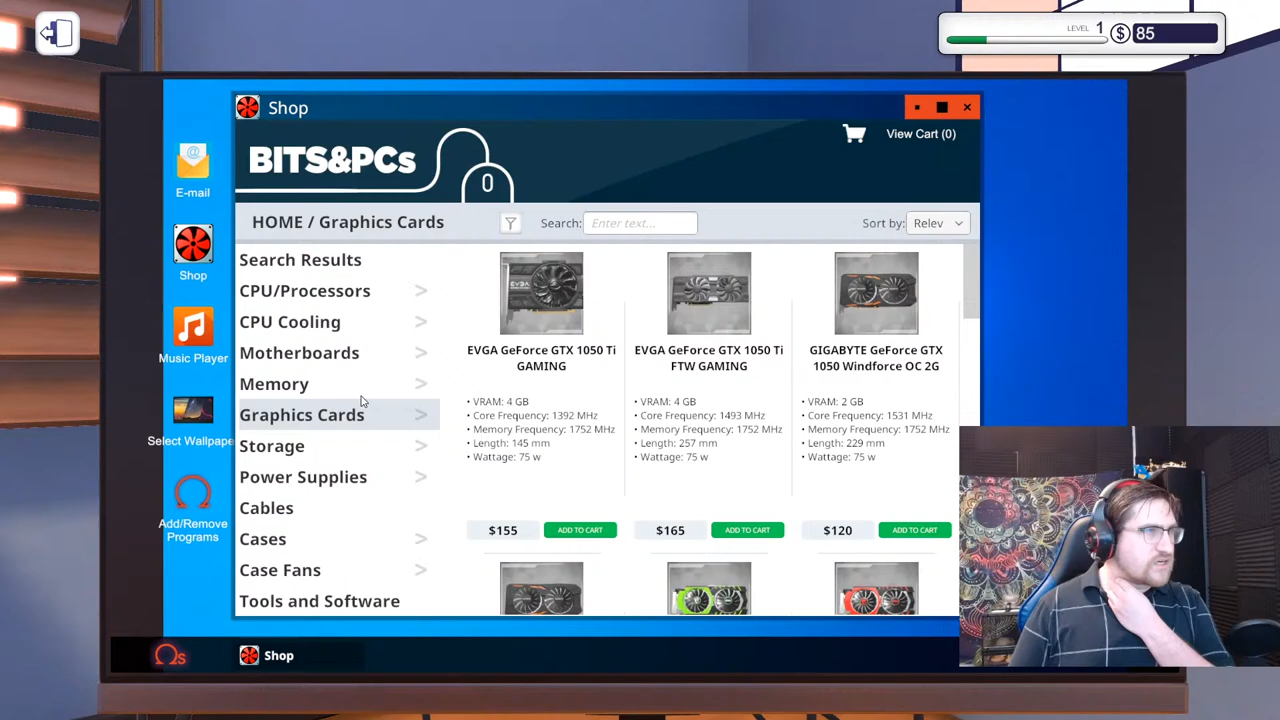 LEVEL 1
$ 85
Shop
BITS&PCs
View Cart (0)
E-mail
Shop
Music Player
Select Wallpape
Add/Remove
Programs
HOME / Graphics Cards
Search:
Enter text...
Sort by:
Relev
Search Results
CPU/Processors >
CPU Cooling >
Motherboards >
Memory >
Graphics Cards >
Storage >
Power Supplies >
Cables
Cases >
Case Fans >
Tools and Software
EVGA GeForce GTX 1050 Ti
GAMING
• VRAM: 4 GB
• Core Frequency: 1392 MHz
• Memory Frequency: 1752 MHz
• Length: 145 mm
• Wattage: 75 w
$155
ADD TO CART
EVGA GeForce GTX 1050 Ti
FTW GAMING
• VRAM: 4 GB
• Core Frequency: 1493 MHz
• Memory Frequency: 1752 MHz
• Length: 257 mm
• Wattage: 75 w
$165
ADD TO CART
GIGABYTE GeForce GTX
1050 Windforce OC 2G
• VRAM: 2 GB
• Core Frequency: 1531 MHz
• Memory Frequency: 1752 MHz
• Length: 229 mm
• Wattage: 75 w
$120
ADD TO CART
Ωs
Shop